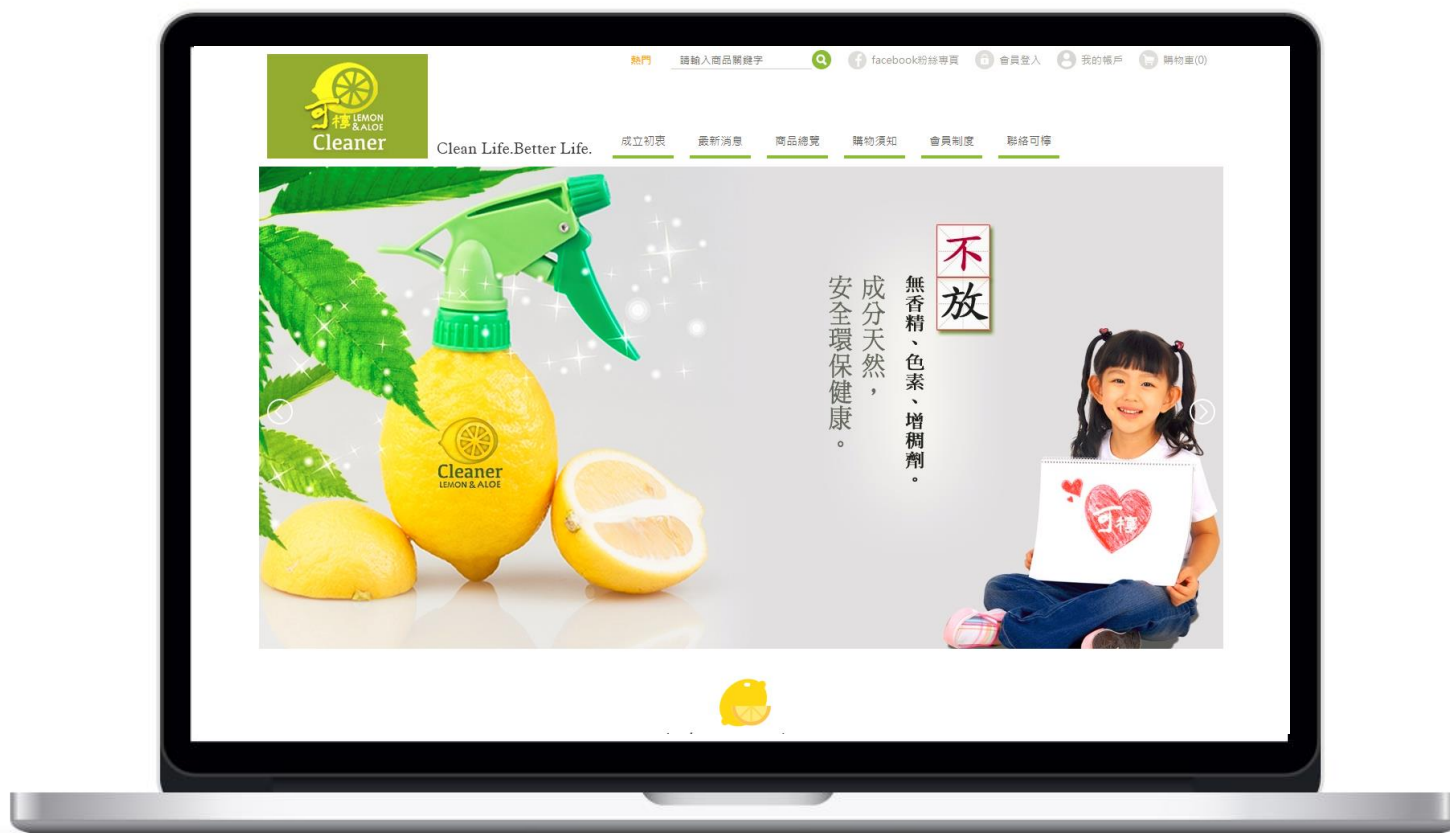 熱門
請輸入商品關鍵字
facebook粉絲專頁
會員登入
我的帳戶
購物車(0)
可檸
LEMON
&ALOE
Cleaner
Clean Life.Better Life.
成立初衷
最新消息
商品總覽
購物須知
會員制度
聯絡可檸
不放
無香精、色素、增稠劑。
成分天然，
安全環保健康。
Cleaner
LEMON & ALOE
可檸